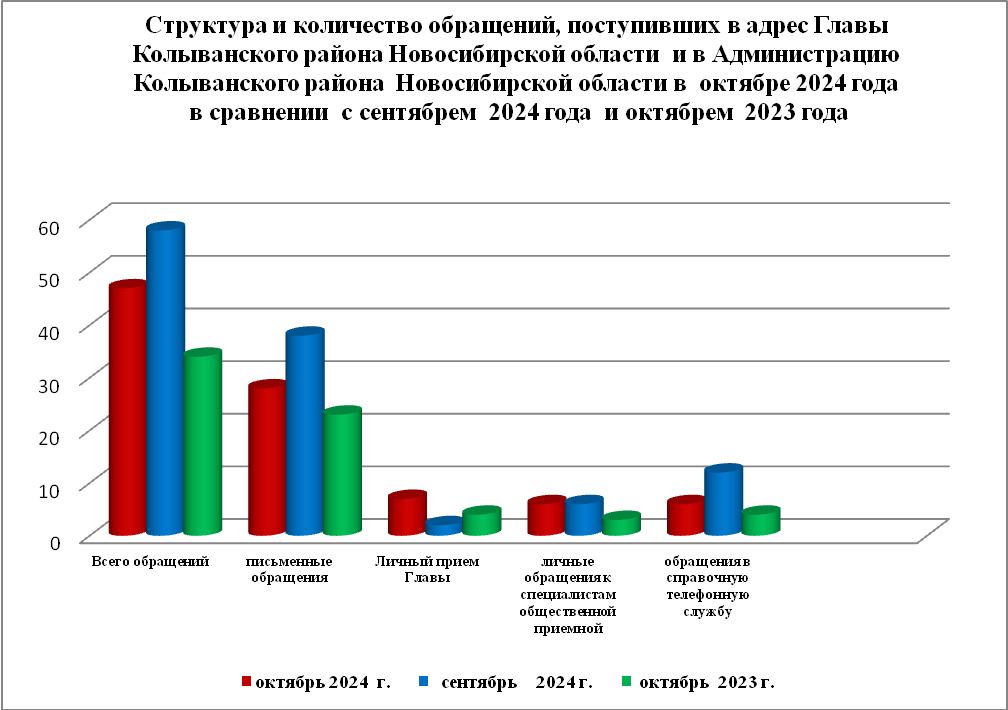 Структура и количество обращений, поступивших в адрес Главы
Колыванского района Новосибирской области и в Администрацию
Колыванского района Новосибирской области в октябре 2024 года
в сравнении с сентябрем 2024 года и октябрем 2023 года
60
50
40
30
20
10
0
Всего обращений
письменные
обращения
Личный прием
Главы
личные
обращения к
специалистам
общественной
приемной
обращения в
справочную
телефонную
службу
октябрь 2024 г.
сентябрь 2024 г.
октябрь 2023 г.